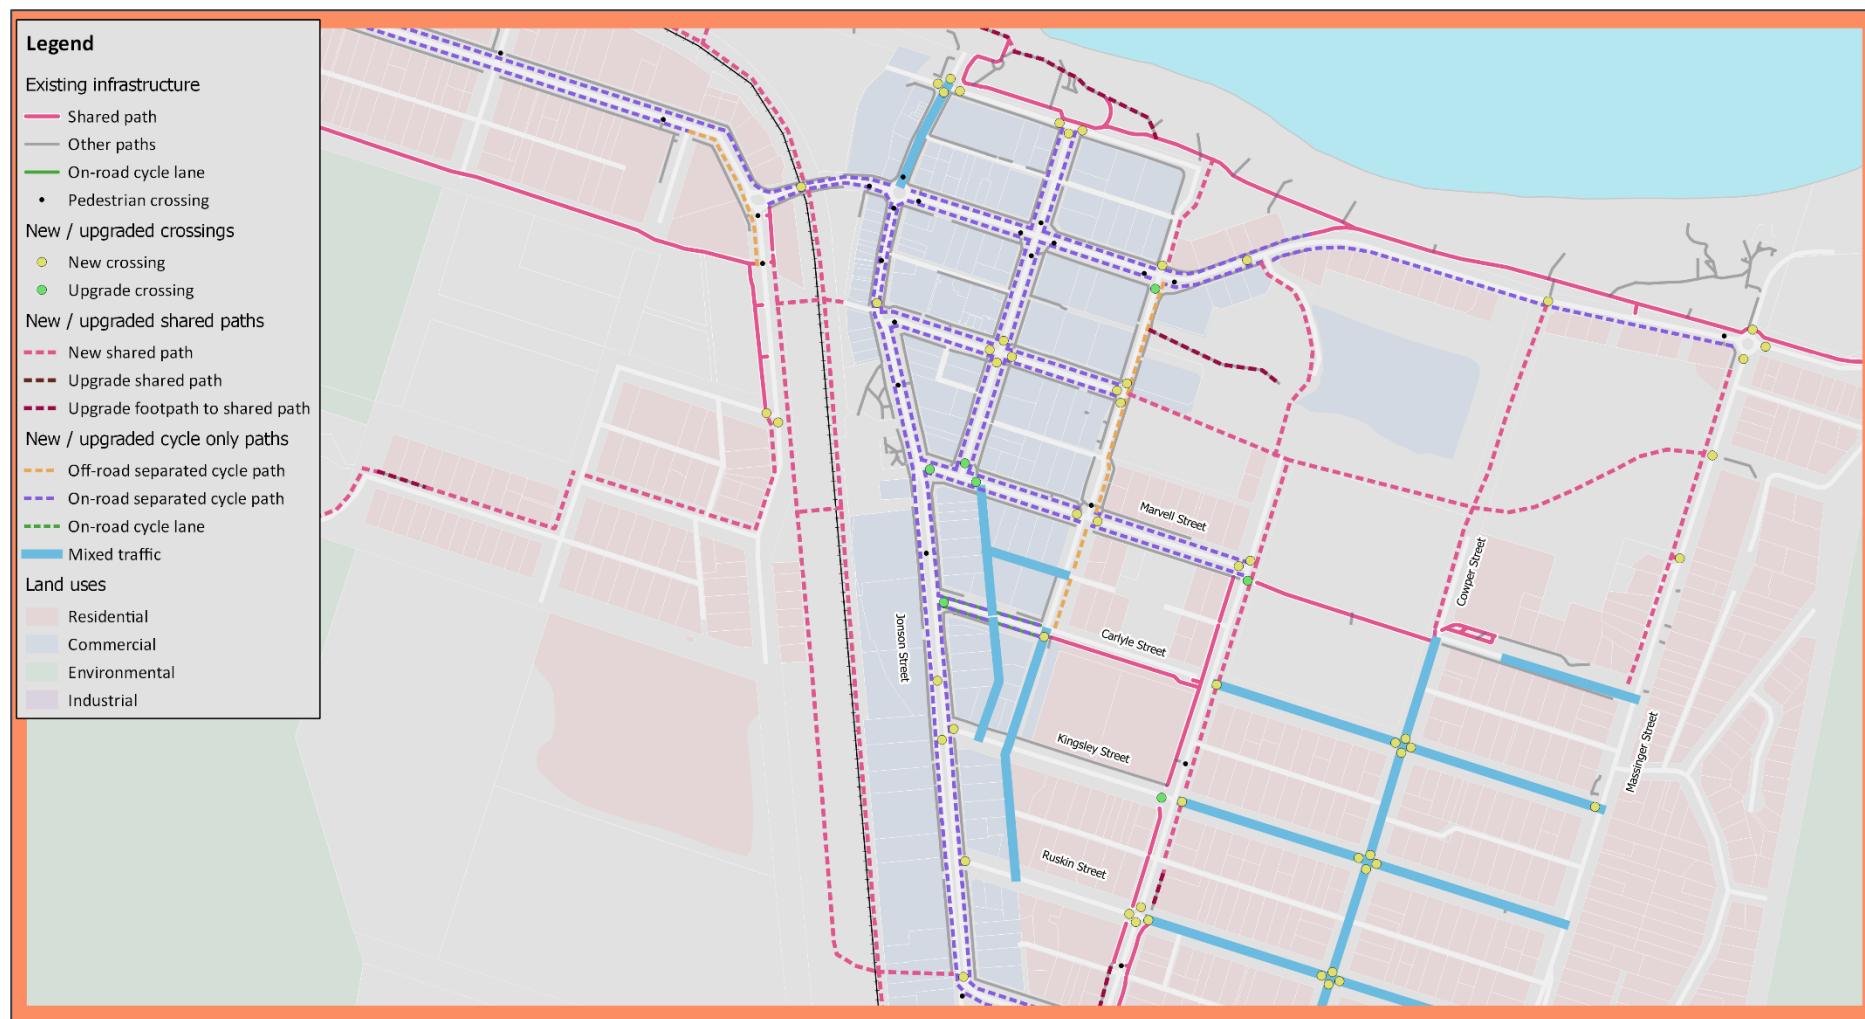 Legend
Existing infrastructure
Shared path
Other paths
On-road cycle lane
Pedestrian crossing
New / upgraded crossings
New crossing
Upgrade crossing
New / upgraded shared paths
New shared path
Upgrade shared path
Upgrade footpath to shared path
New / upgraded cycle only paths
Off-road separated cycle path
On-road separated cycle path
On-road cycle lane
Mixed traffic
Land uses
Residential
Commercial
Environmental
Industrial
Marvell Street
Cowper Street
Jonson Street
Carlyle Street
Kingsley Street
Massinger Street
Ruskin Street